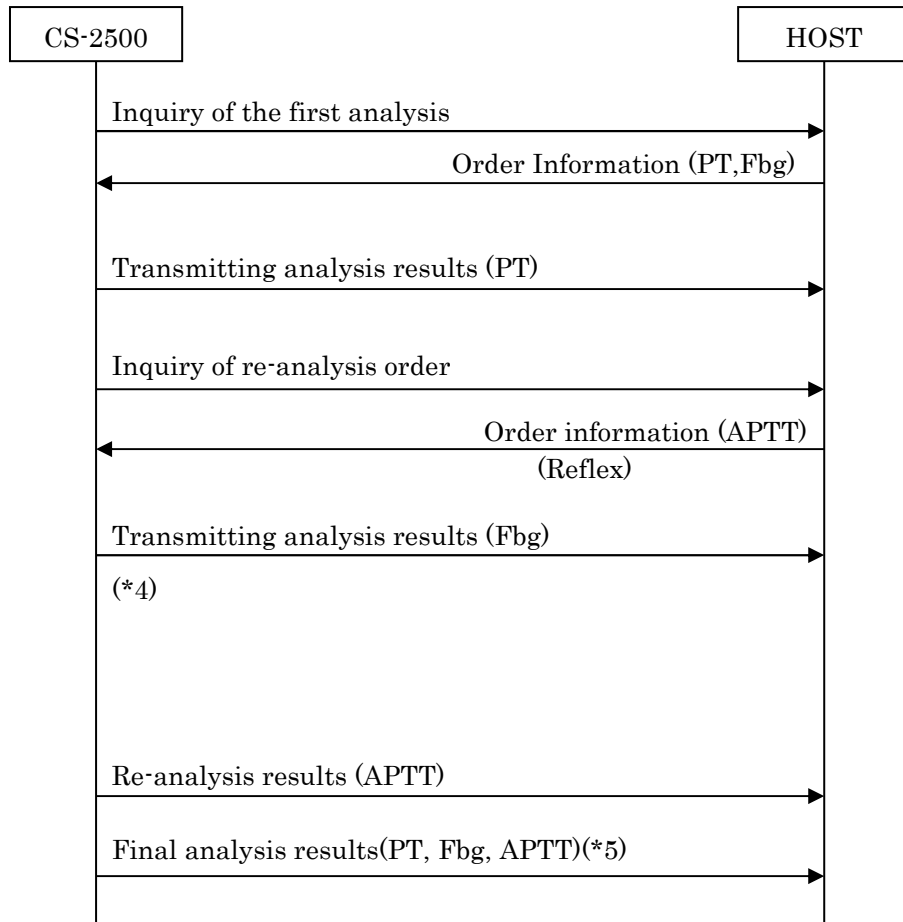 CS-2500
HOST
Inquiry of the first analysis
Order Information (PT,Fbg)
Transmitting analysis results (PT)
Inquiry of re-analysis order
Order information (APTT)
(Reflex)
Transmitting analysis results (Fbg)
(*4)
Re-analysis results (APTT)
Final analysis results(PT, Fbg, APTT)(*5)